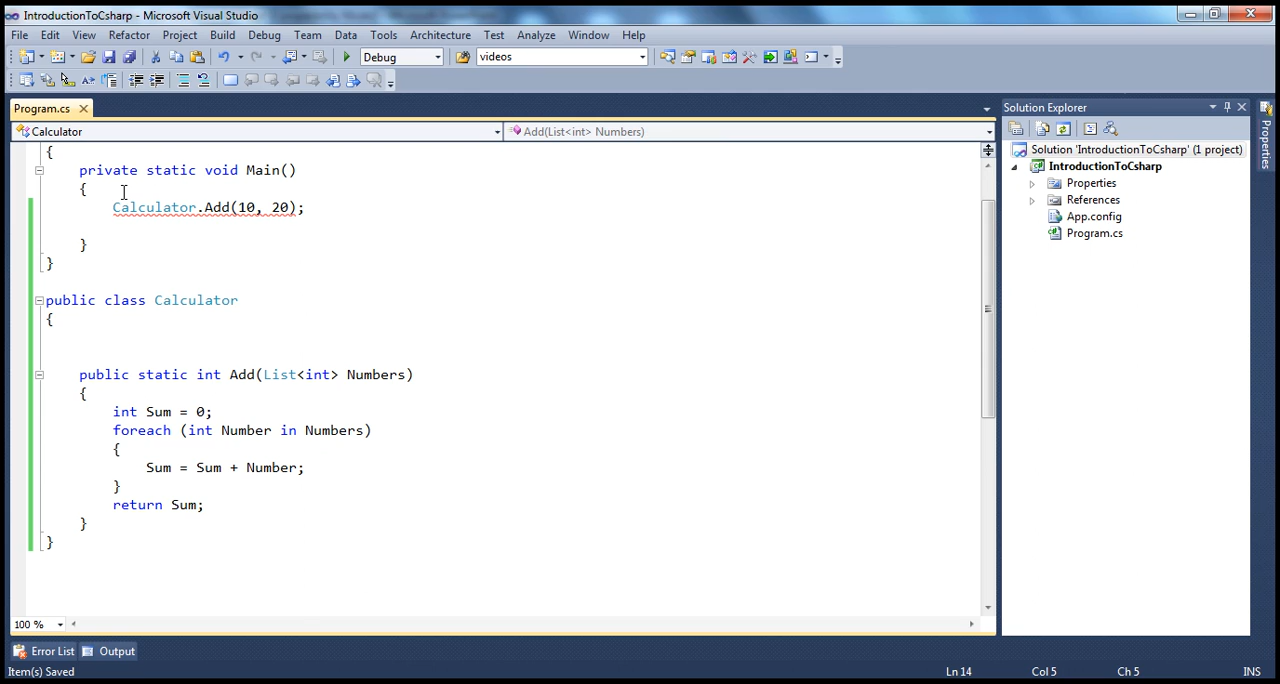 IntroductionToCsharp - Microsoft Visual Studio
File Edit View Refactor Project Build Debug Team Data Tools Architecture Test Analyze Window Help
Debug videos
Program.cs
Calculator Add(List<int> Numbers)
{
private static void Main()
{
Calculator.Add(10, 20);
}
}
public class Calculator
{
public static int Add(List<int> Numbers)
{
int Sum = 0;
foreach (int Number in Numbers)
{
Sum = Sum + Number;
}
return Sum;
}
}
100 %
Solution Explorer
Solution 'IntroductionToCsharp' (1 project)
IntroductionToCsharp
Properties
References
App.config
Program.cs
Properties
Error List Output
Item(s) Saved Ln 14 Col 5 Ch 5 INS